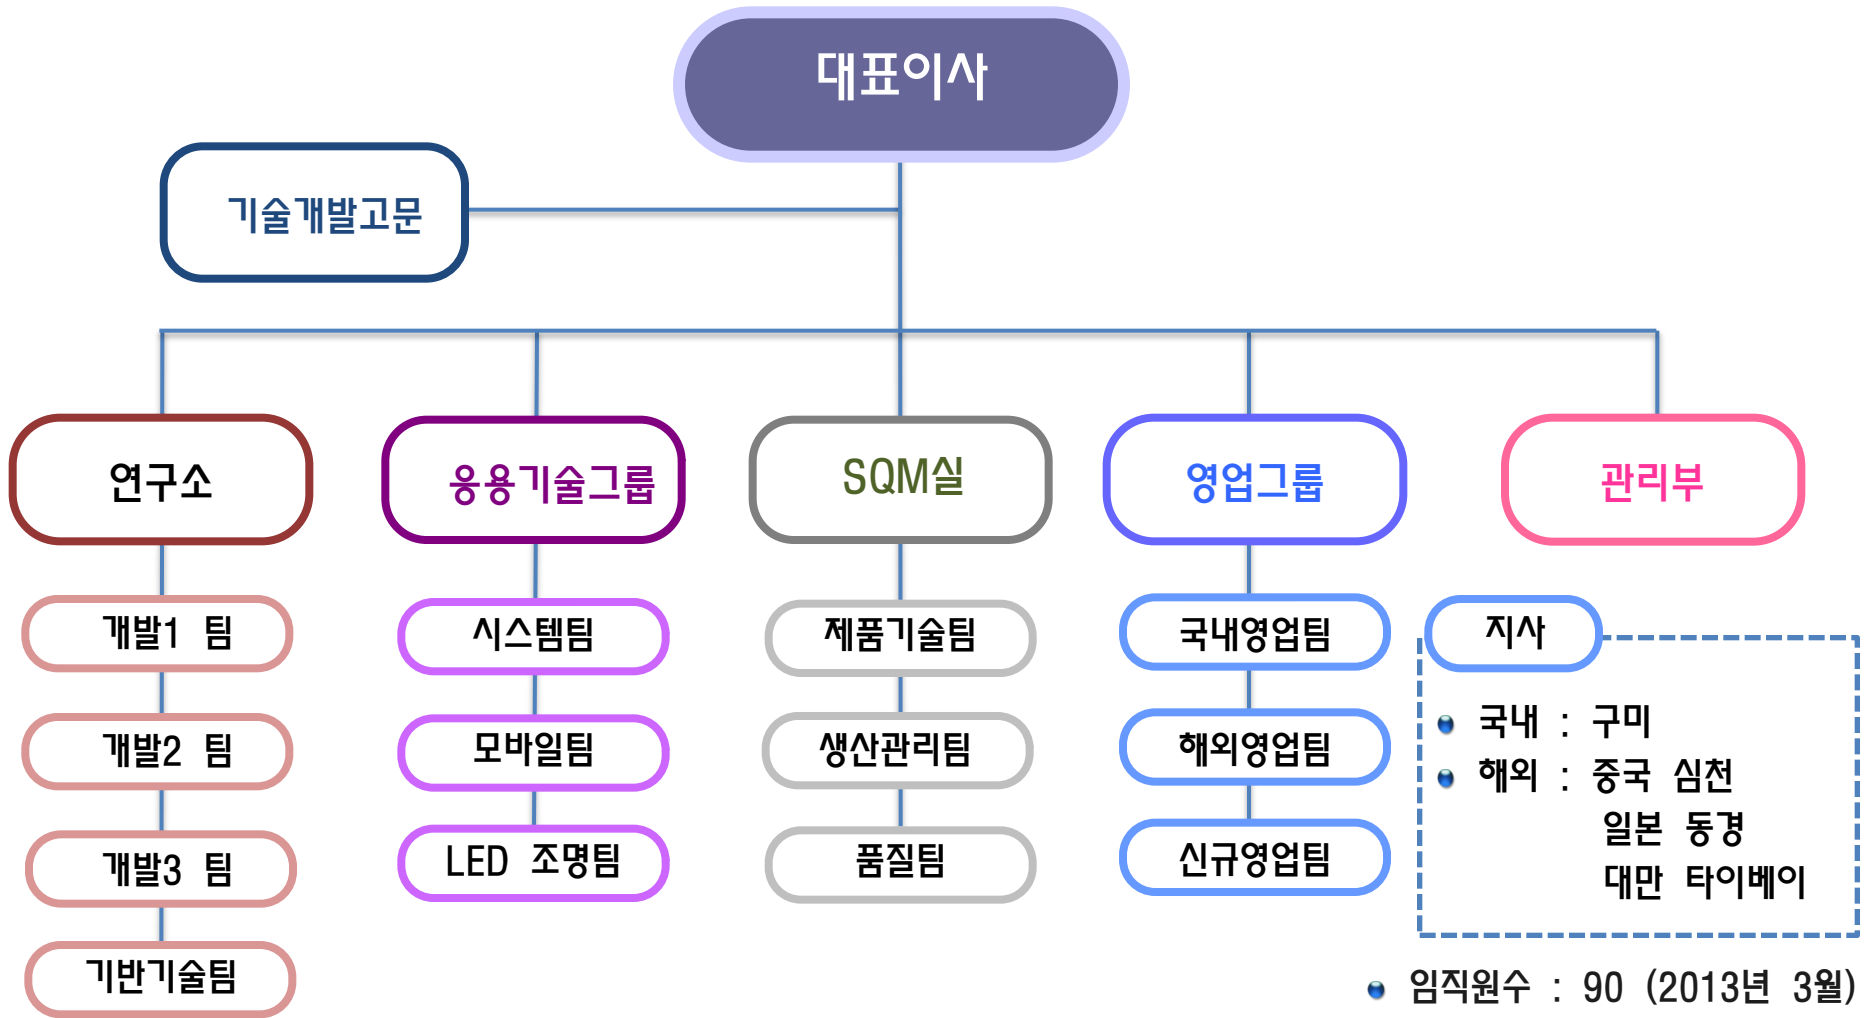 대표이사
기술개발고문
연구소
응용기술그룹
SQM실
영업그룹
관리부
개발1 팀
시스템팀
제품기술팀
국내영업팀
지사
개발2 팀
모바일팀
생산관리팀
해외영업팀
국내 : 구미
해외 : 중국 심천
일본 동경
대만 타이베이
개발3 팀
LED 조명팀
품질팀
신규영업팀
기반기술팀
임직원수 : 90 (2013년 3월)